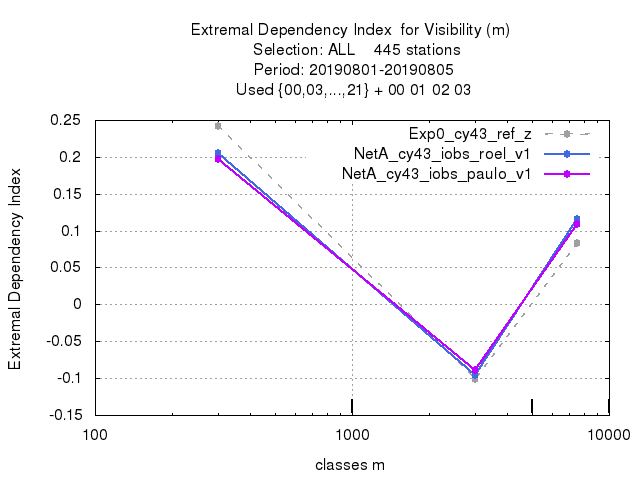 Extremal Dependency Index  for Visibility (m)
Selection: ALL    445 stations
Period: 20190801-20190805
Used {00,03,...,21} + 00 01 02 03
Exp0_cy43_ref_z
NetA_cy43_iobs_roel_v1
NetA_cy43_iobs_paulo_v1
Extremal Dependency Index
0.25
0.2
0.15
0.1
0.05
0
-0.05
-0.1
-0.15
100
1000
10000
classes m